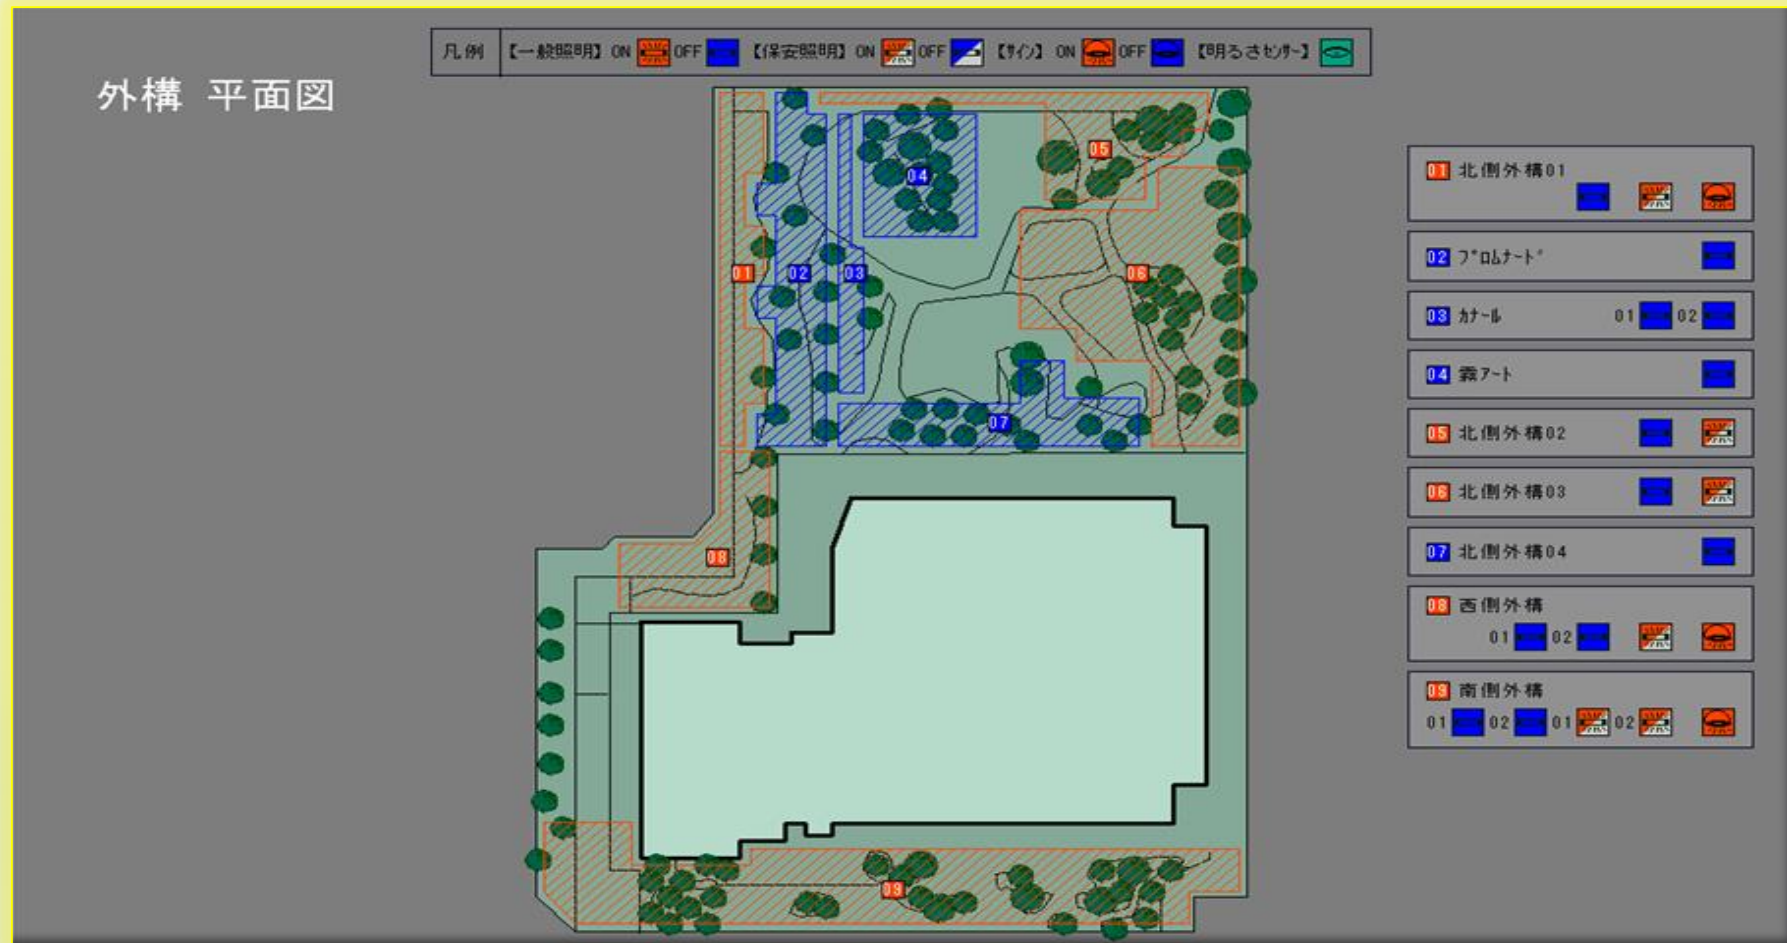 凡例 【一般照明】 ON OFF 【保安照明】 ON OFF 【サイン】 ON OFF 【明るさセンサー】
外構 平面図
05
04
01 02 03 06
07
08
09
01 北側外構01
02 プロムナード
03 カナール 01 02
04 霧アート
05 北側外構02
06 北側外構03
07 北側外構04
08 西側外構
01 02
09 南側外構
01 02 01 02